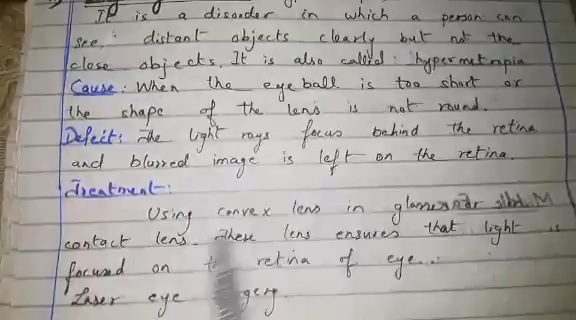 It is a disorder in which a person can
see distant objects clearly but not the
close objects. It is also called: hypermetropia
Cause: When the eyeball is too short or
the shape of the lens is not round.
Defect: The light rays focus behind the retina
and blurred image is left on the retina.
Treatment:
Using convex lens in glasses or
contact lens. These lens ensures that light is
focused on retina of eye.
Laser eye